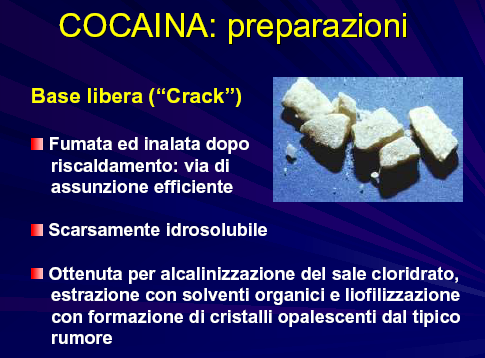 COCAINA: preparazioni
Base libera (“Crack”)
Fumata ed inalata dopo
riscaldamento: via di
assunzione efficiente
Scarsamente idrosolubile
Ottenuta per alcalinizzazione del sale cloridrato,
estrazione con solventi organici e liofilizzazione
con formazione di cristalli opalescenti dal tipico
rumore